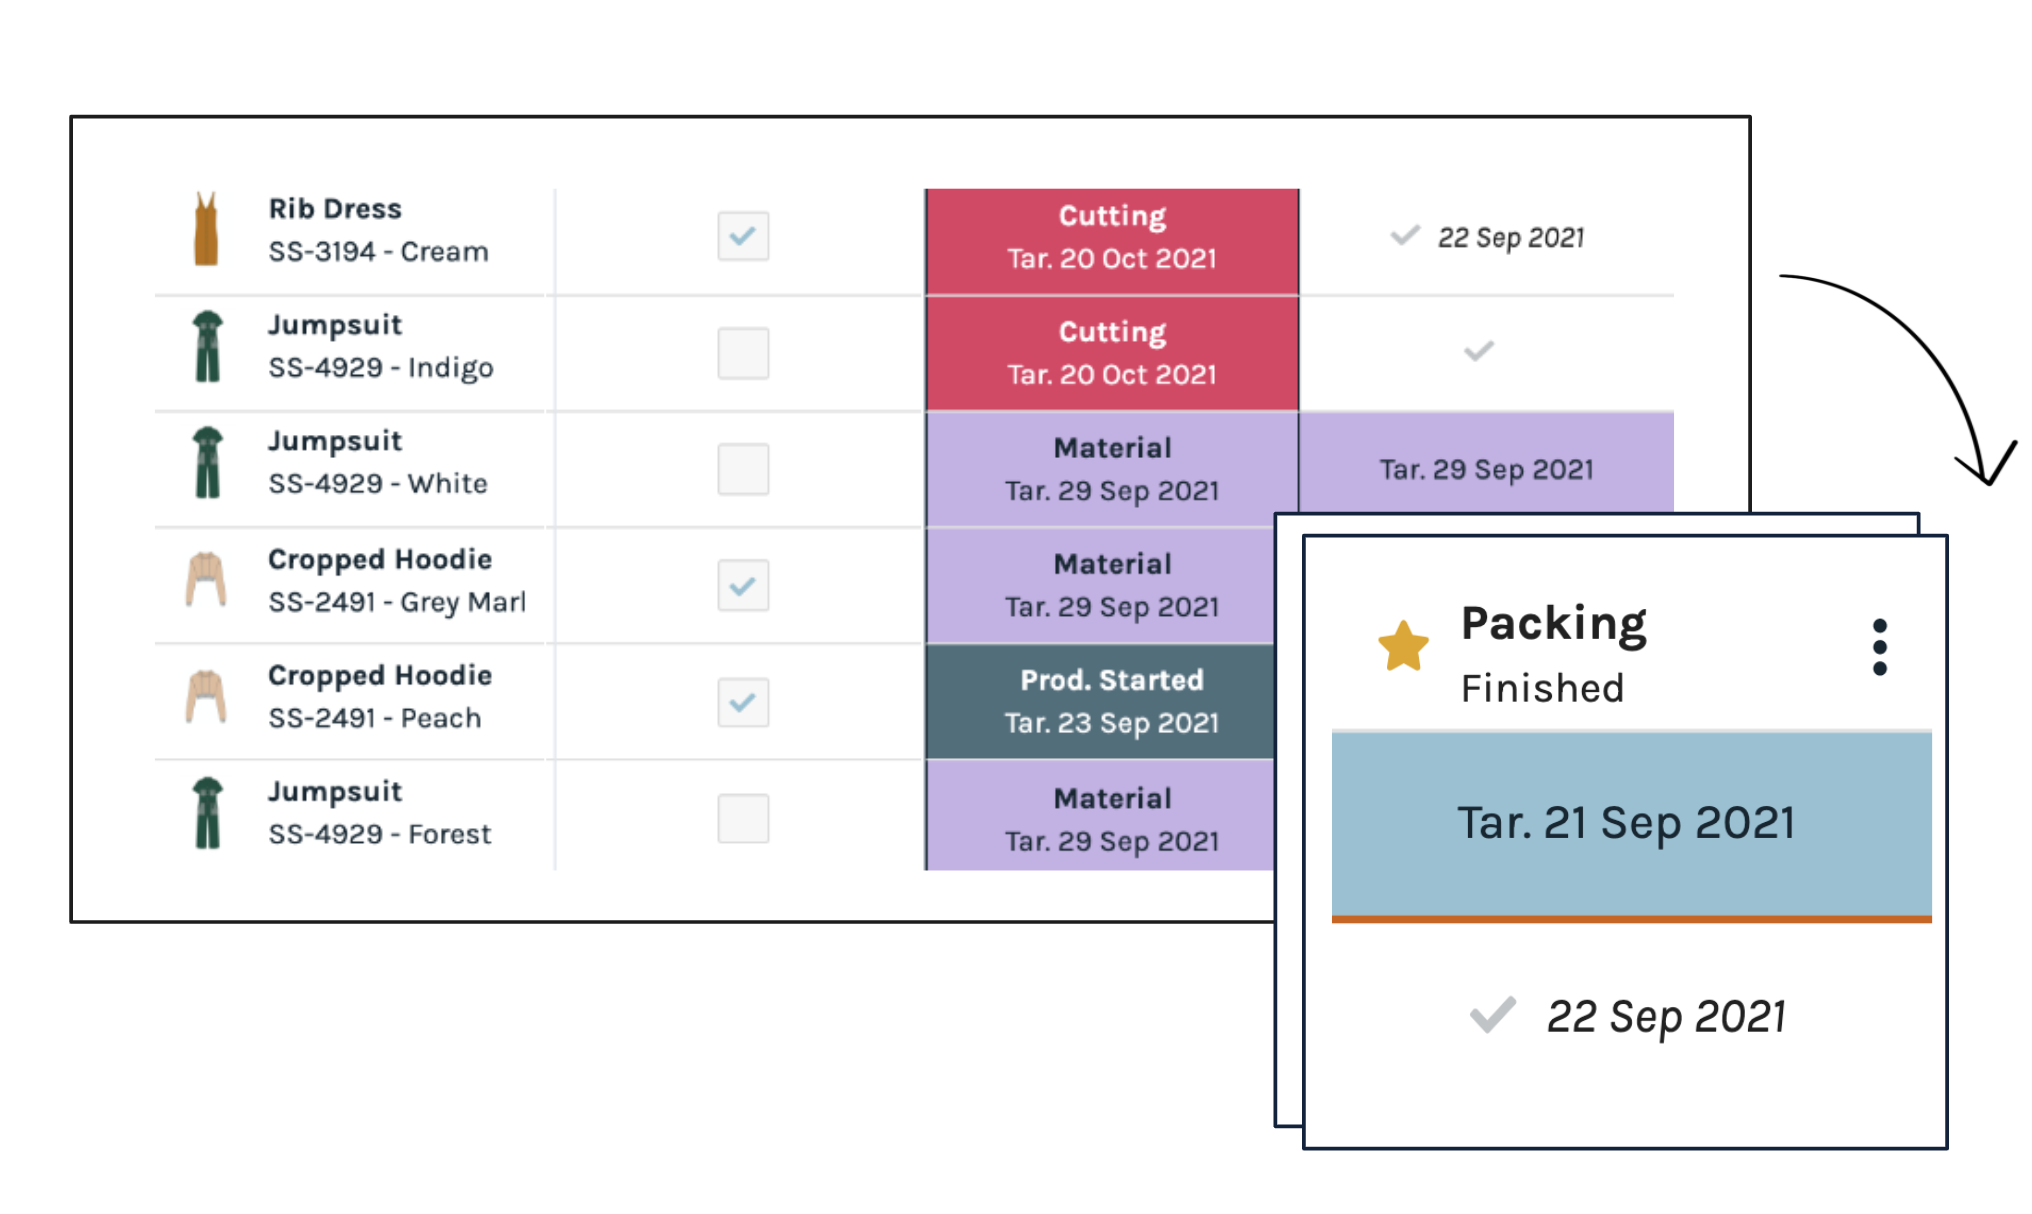 Rib Dress
SS-3194 - Cream
Cutting
Tar. 20 Oct 2021
22 Sep 2021
Jumpsuit
SS-4929 - Indigo
Cutting
Tar. 20 Oct 2021
Jumpsuit
SS-4929 - White
Material
Tar. 29 Sep 2021
Tar. 29 Sep 2021
Cropped Hoodie
SS-2491 - Grey Marl
Material
Tar. 29 Sep 2021
Cropped Hoodie
SS-2491 - Peach
Prod. Started
Tar. 23 Sep 2021
Jumpsuit
SS-4929 - Forest
Material
Tar. 29 Sep 2021
Packing
Finished
Tar. 21 Sep 2021
22 Sep 2021